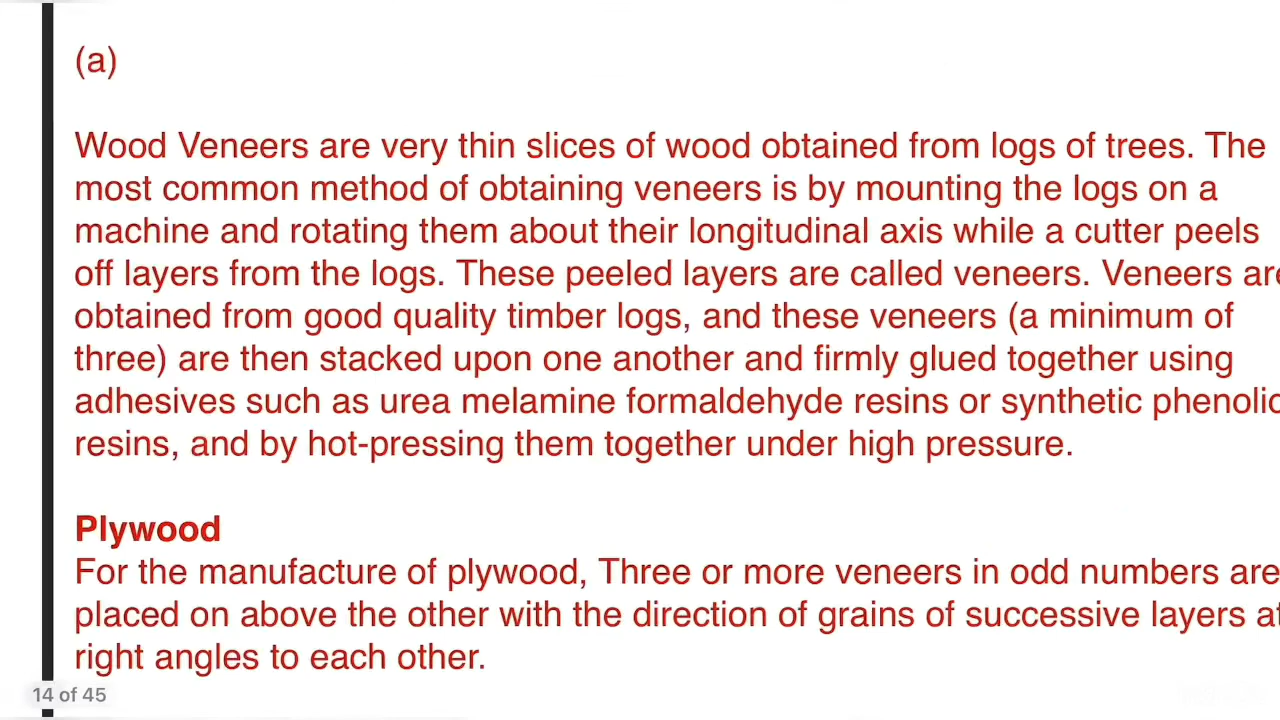 (a)
Wood Veneers are very thin slices of wood obtained from logs of trees. The
most common method of obtaining veneers is by mounting the logs on a
machine and rotating them about their longitudinal axis while a cutter peels
off layers from the logs. These peeled layers are called veneers. Veneers are
obtained from good quality timber logs, and these veneers (a minimum of
three) are then stacked upon one another and firmly glued together using
adhesives such as urea melamine formaldehyde resins or synthetic phenolic
resins, and by hot-pressing them together under high pressure.
Plywood
For the manufacture of plywood, Three or more veneers in odd numbers are
placed on above the other with the direction of grains of successive layers at
right angles to each other.
14 of 45